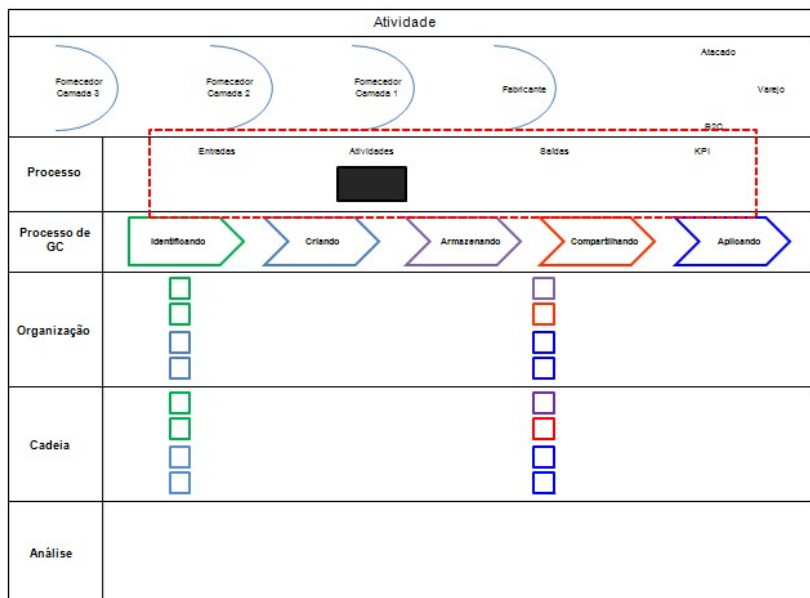 Atividade
Atacado
Fornecedor
Camada 3
Fornecedor
Camada 2
Fornecedor
Camada 1
Fabricante
Varejo
B2C
Processo
Entradas
Atividades
Saídas
KPI
Processo de
GC
Identificando
Criando
Armazenando
Compartilhando
Aplicando
Organização
Cadeia
Análise